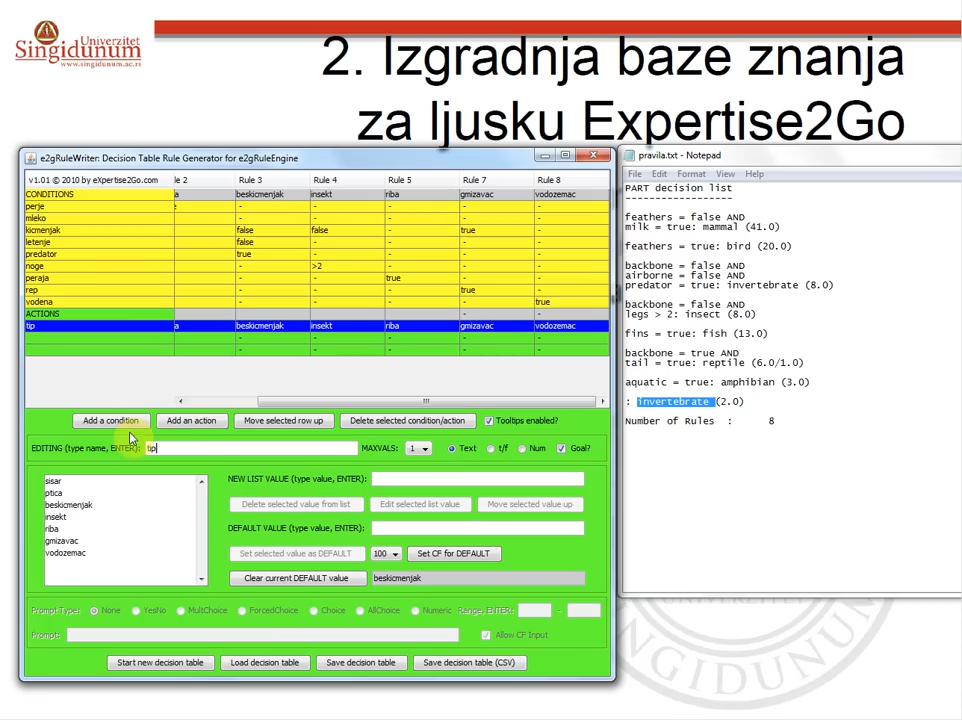 Univerzitet
Singidunum
www.singidunum.ac.rs
2. Izgradnja baze znanja
za ljusku Expertise2Go
e2gRuleWriter: Decision Table Rule Generator for e2gRuleEngine
v1.01 © 2010 by eXpertise2Go.com le 2 Rule 3 Rule 4 Rule 5 Rule 7 Rule 8
CONDITIONS a beskicmenjak insekt riba gmizavac vodozemac
perje e - - - - -
mleko - - - - -
kicmenjak false false - true -
letenje false - - - -
predator true - - - -
noge - >2 - - -
peraja - - true - -
rep - - - true -
vodena - - - - true
ACTIONS - -
tip a beskicmenjak insekt riba gmizavac vodozemac
- - - - -
- - - - -
Add a condition Add an action Move selected row up Delete selected condition/action Tooltips enabled?
EDITING (type name, ENTER): tip MAXVALS: 1 Text t/f Num Goal?
sisar
ptica
beskicmenjak
insekt
riba
gmizavac
vodozemac
NEW LIST VALUE (type value, ENTER):
Delete selected value from list Edit selected list value Move selected value up
DEFAULT VALUE (type value, ENTER):
Set selected value as DEFAULT 100 Set CF for DEFAULT
Clear current DEFAULT value beskicmenjak
Prompt Type: None YesNo MultChoice ForcedChoice Choice AllChoice Numeric Range, ENTER: -
Prompt: Allow CF Input
Start new decision table Load decision table Save decision table Save decision table (CSV)
pravila.txt - Notepad
File Edit Format View Help
PART decision list
------------------
feathers = false AND
milk = true: mammal (41.0)
feathers = true: bird (20.0)
backbone = false AND
airborne = false AND
predator = true: invertebrate (8.0)
backbone = false AND
legs > 2: insect (8.0)
fins = true: fish (13.0)
backbone = true AND
tail = true: reptile (6.0/1.0)
aquatic = true: amphibian (3.0)
: invertebrate (2.0)
Number of Rules : 8